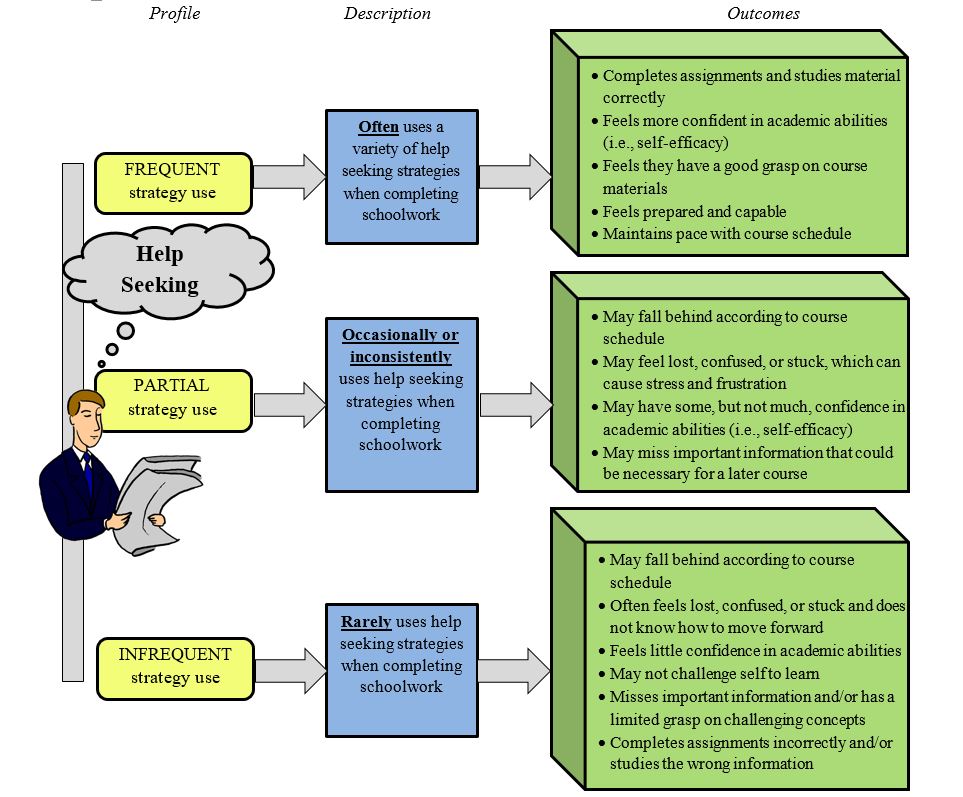 Profile
Description
Outcomes
FREQUENT
strategy use
Often uses a
variety of help
seeking strategies
when completing
schoolwork
• Completes assignments and studies material
correctly
• Feels more confident in academic abilities
(i.e., self-efficacy)
• Feels they have a good grasp on course
materials
• Feels prepared and capable
• Maintains pace with course schedule
Help
Seeking
PARTIAL
strategy use
Occasionally or
inconsistently
uses help seeking
strategies when
completing
schoolwork
• May fall behind according to course
schedule
• May feel lost, confused, or stuck, which can
cause stress and frustration
• May have some, but not much, confidence in
academic abilities (i.e., self-efficacy)
• May miss important information that could
be necessary for a later course
INFREQUENT
strategy use
Rarely uses help
seeking strategies
when completing
schoolwork
• May fall behind according to course
schedule
• Often feels lost, confused, or stuck and does
not know how to move forward
• Feels little confidence in academic abilities
• May not challenge self to learn
• Misses important information and/or has a
limited grasp on challenging concepts
• Completes assignments incorrectly and/or
studies the wrong information